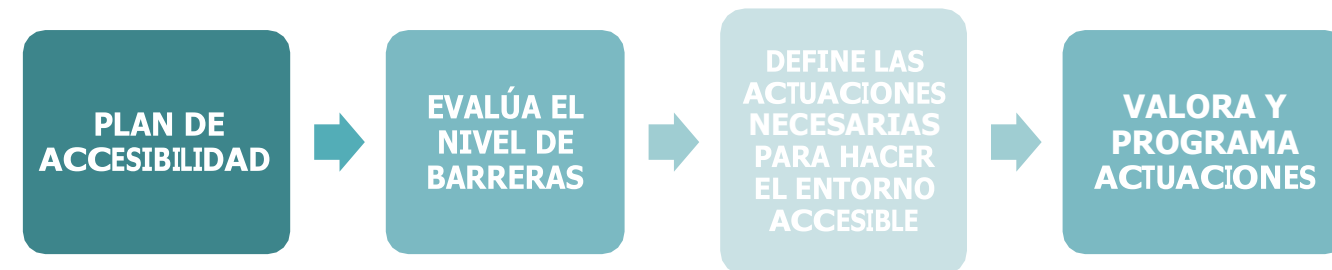 PLAN DE
ACCESIBILIDAD
EVALÚA EL
NIVEL DE
BARRERAS
DEFINE LAS
ACTUACIONES
NECESARIAS
PARA HACER
EL ENTORNO
ACCESIBLE
VALORA Y
PROGRAMA
ACTUACIONES